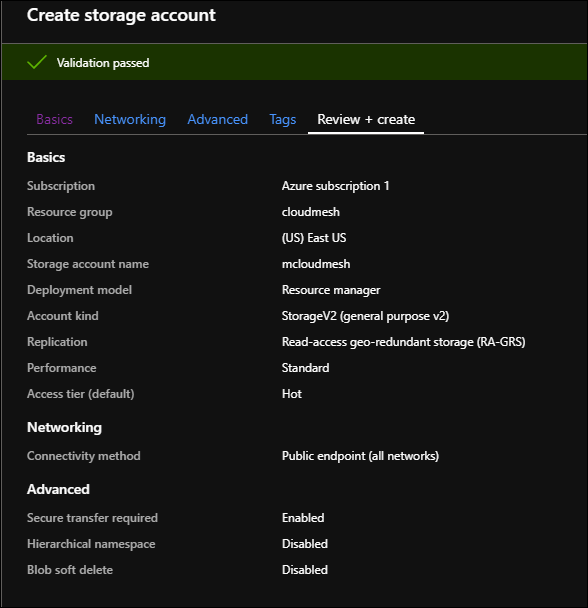 Create storage account
Validation passed
Basics Networking Advanced Tags Review + create
Basics
Subscription Azure subscription 1
Resource group cloudmesh
Location (US) East US
Storage account name mcloudmesh
Deployment model Resource manager
Account kind StorageV2 (general purpose v2)
Replication Read-access geo-redundant storage (RA-GRS)
Performance Standard
Access tier (default) Hot
Networking
Connectivity method Public endpoint (all networks)
Advanced
Secure transfer required Enabled
Hierarchical namespace Disabled
Blob soft delete Disabled